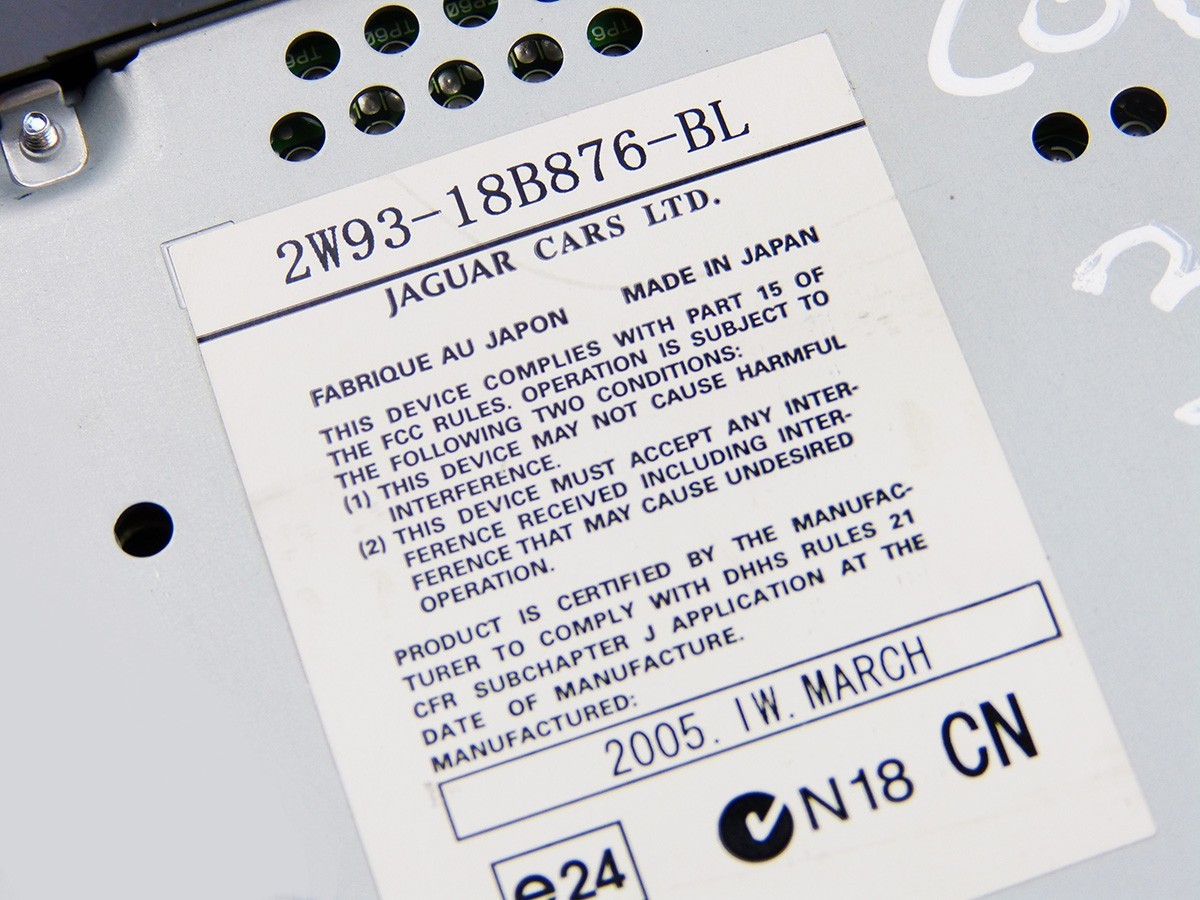 TP60
TP60
TP6
2W93-18B876-BL
JAGUAR CARS LTD.
FABRIQUE AU JAPON MADE IN JAPAN
THIS DEVICE COMPLIES WITH PART 15 OF
THE FCC RULES. OPERATION IS SUBJECT TO
THE FOLLOWING TWO CONDITIONS:
(1) THIS DEVICE MAY NOT CAUSE HARMFUL
INTERFERENCE.
(2) THIS DEVICE MUST ACCEPT ANY INTER-
FERENCE RECEIVED INCLUDING INTER-
FERENCE THAT MAY CAUSE UNDESIRED
OPERATION.
PRODUCT IS CERTIFIED BY THE MANUFAC-
TURER TO COMPLY WITH DHHS RULES 21
CFR SUBCHAPTER J APPLICATION AT THE
DATE OF MANUFACTURE.
MANUFACTURED:
2005. 1W. MARCH
N18 CN
e24